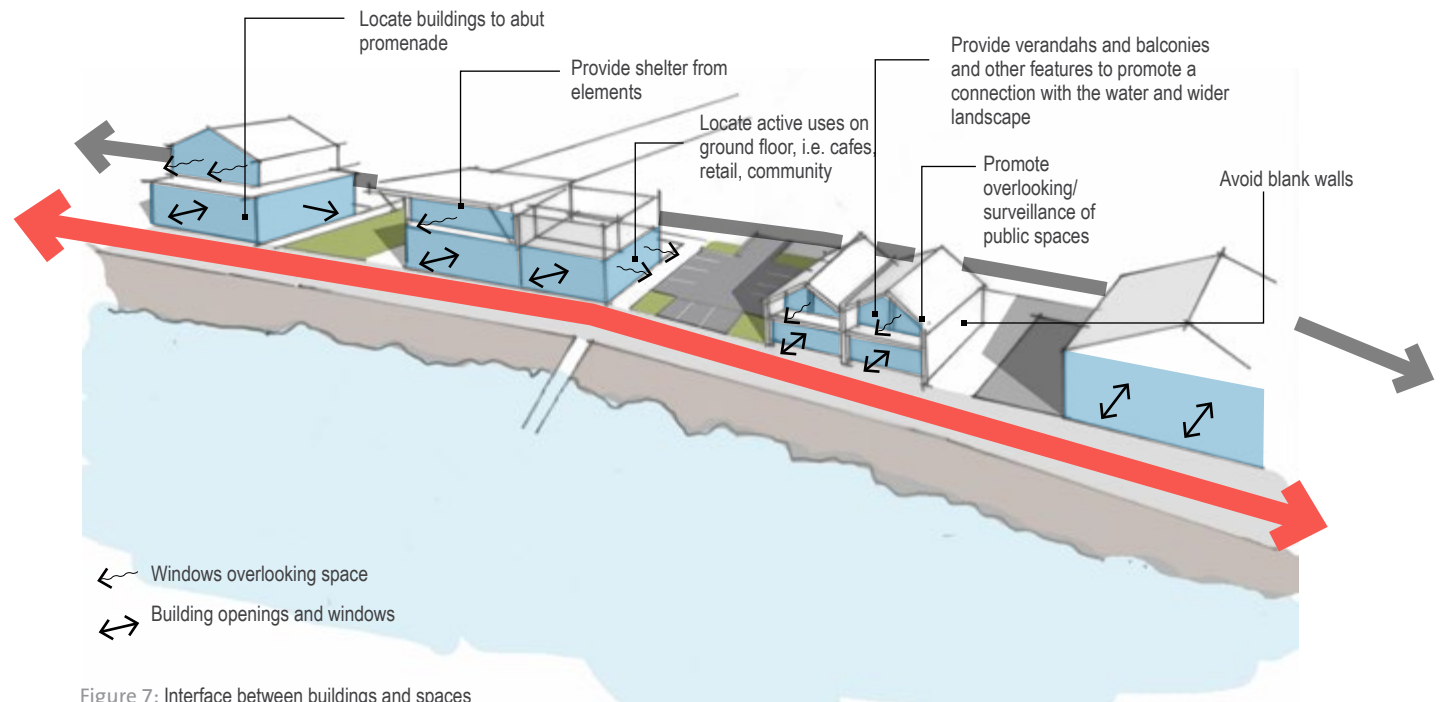 Locate buildings to abut
promenade
Provide shelter from
elements
Locate active uses on
ground floor, i.e. cafes,
retail, community
Provide verandahs and balconies
and other features to promote a
connection with the water and wider
landscape
Promote
overlooking/
surveillance of
public spaces
Avoid blank walls
Windows overlooking space
Building openings and windows
Figure 7: Interface between buildings and spaces